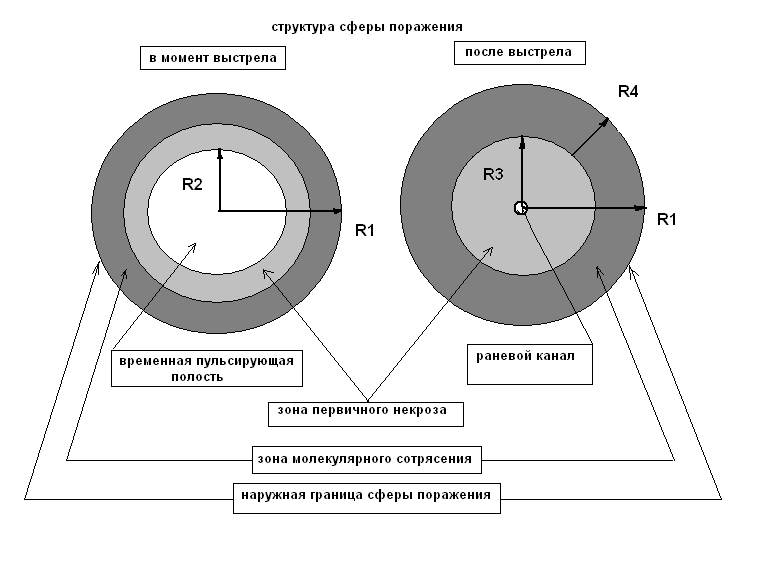 структура сферы поражения
в момент выстрела
после выстрела
R4
R2
R3
R1
R1
временная пульсирующая
полость
раневой канал
зона первичного некроза
зона молекулярного сотрясения
наружная граница сферы поражения